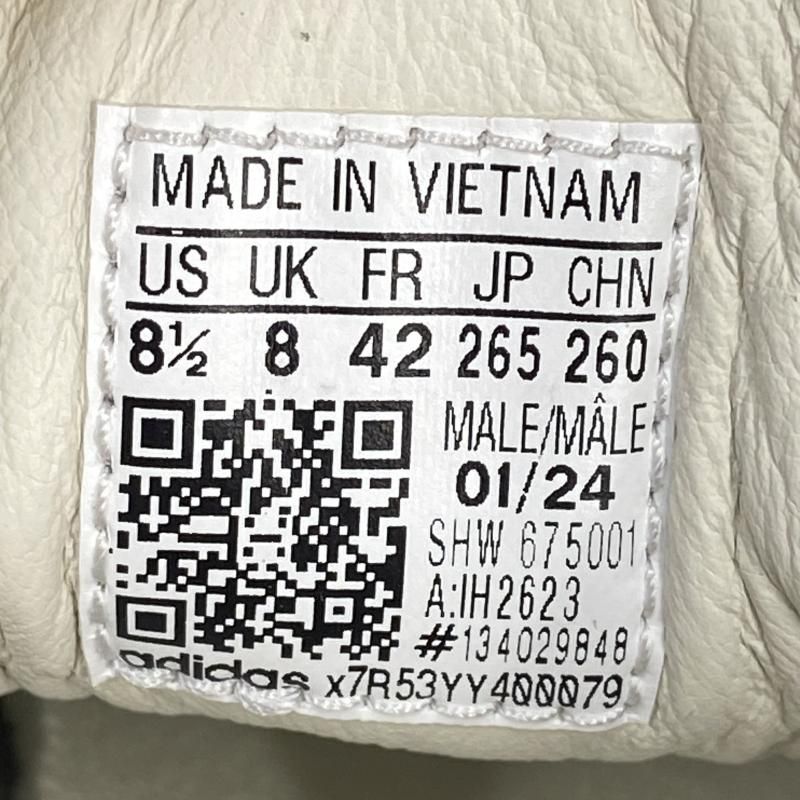 MADE IN VIETNAM
US UK FR JP CHN
8½ 8 42 265 260
MALE/MÂLE
01/24
SHW 675001
A:IH2623
#134029848
adidas x7R53YY400079